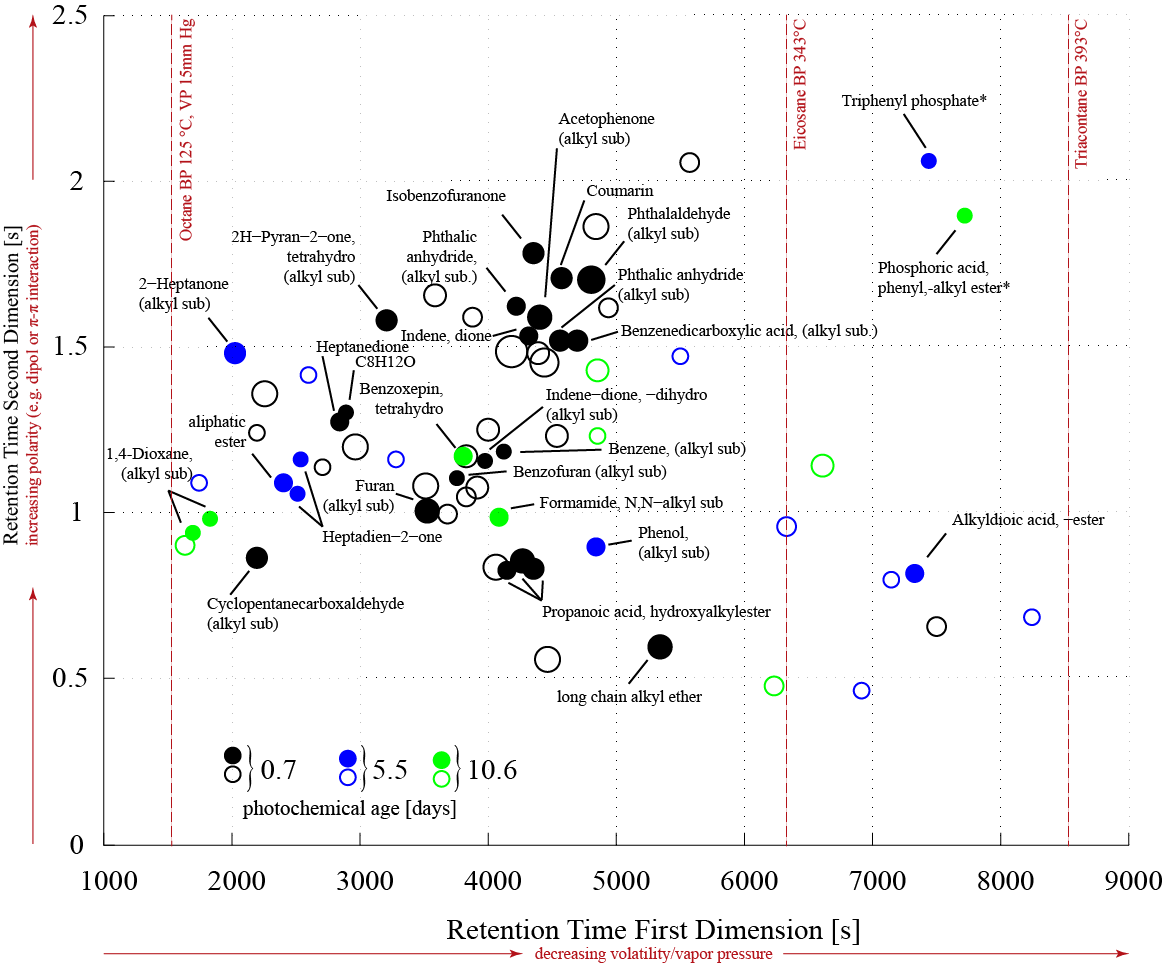 2.5
2
1.5
1
0.5
0
1000
2000
3000
4000
5000
6000
7000
8000
9000
Retention Time Second Dimension [s]
increasing polarity (e.g. dipol or π-π interaction)
Retention Time First Dimension [s]
decreasing volatility/vapor pressure
Octane BP 125 °C, VP 15mm Hg
Eicosane BP 343°C
Triacontane BP 393°C
Triphenyl phosphate*
Phosphoric acid,
phenyl,-alkyl ester*
Acetophenone
(alkyl sub)
Coumarin
Isobenzofuranone
Phthalaldehyde
(alkyl sub)
2H−Pyran−2−one,
tetrahydro
(alkyl sub)
Phthalic
anhydride,
(alkyl sub.)
Phthalic anhydride
(alkyl sub)
2−Heptanone
(alkyl sub)
Indene, dione
Benzenedicarboxylic acid, (alkyl sub.)
Heptanedione
C8H12O
Benzoxepin,
tetrahydro
Indene−dione, −dihydro
(alkyl sub)
aliphatic
ester
Benzene, (alkyl sub)
1,4-Dioxane,
(alkyl sub)
Benzofuran (alkyl sub)
Furan
(alkyl sub)
Formamide, N,N−alkyl sub
Heptadien−2−one
Phenol,
(alkyl sub)
Alkyldioic acid, −ester
Cyclopentanecarboxaldehyde
(alkyl sub)
Propanoic acid, hydroxyalkylester
long chain alkyl ether
0.7
5.5
10.6
photochemical age [days]